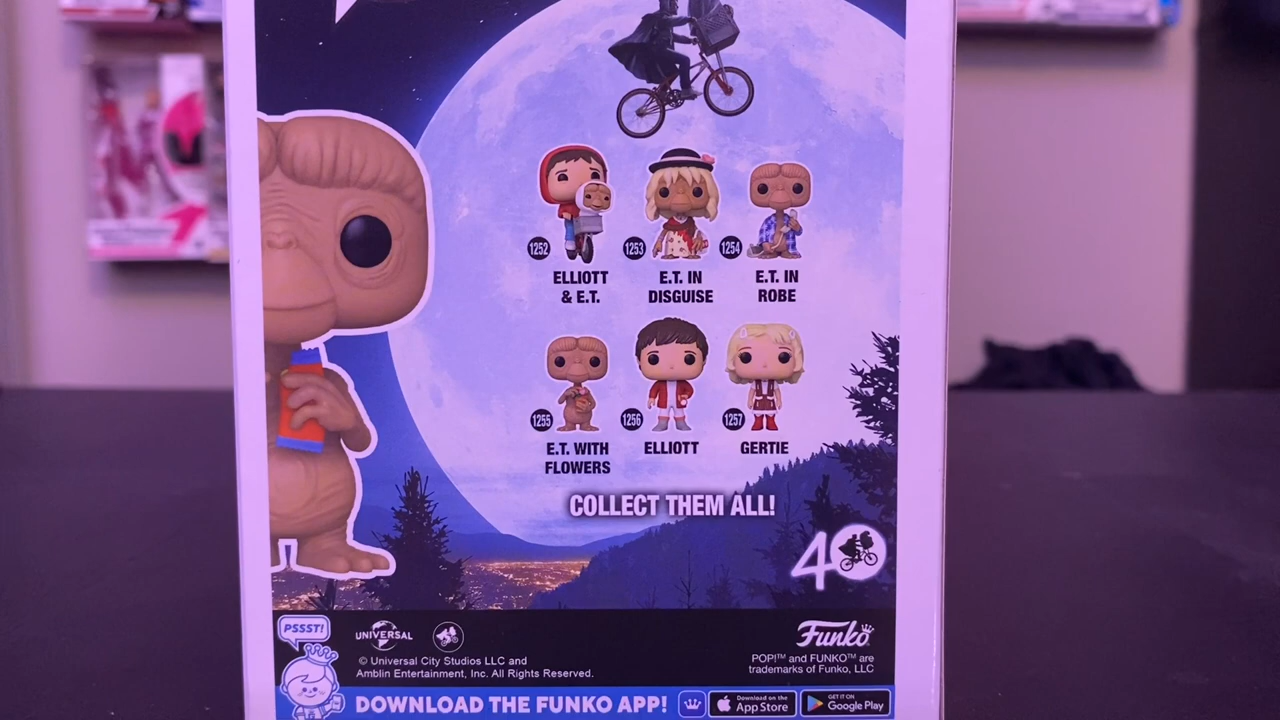 1252
1253
1254
ELLIOTT
& E.T.
E.T. IN
DISGUISE
E.T. IN
ROBE
1255
1256
1257
E.T. WITH
FLOWERS
ELLIOTT
GERTIE
COLLECT THEM ALL!
40
PSSST!
UNIVERSAL
© Universal City Studios LLC and
Amblin Entertainment, Inc. All Rights Reserved.
Funko
POP!™ and FUNKO™ are
trademarks of Funko, LLC
DOWNLOAD THE FUNKO APP!
Download on the
App Store
GET IT ON
Google Play